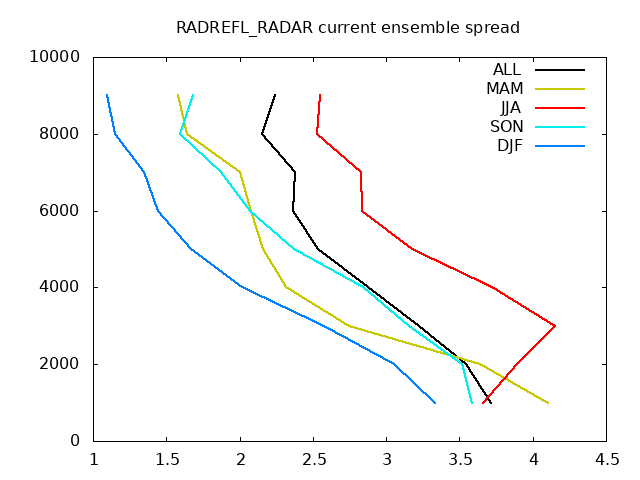 RADREFL_RADAR current ensemble spread
10000
8000
6000
4000
2000
0
ALL
MAM
JJA
SON
DJF
1 1.5 2 2.5 3 3.5 4 4.5